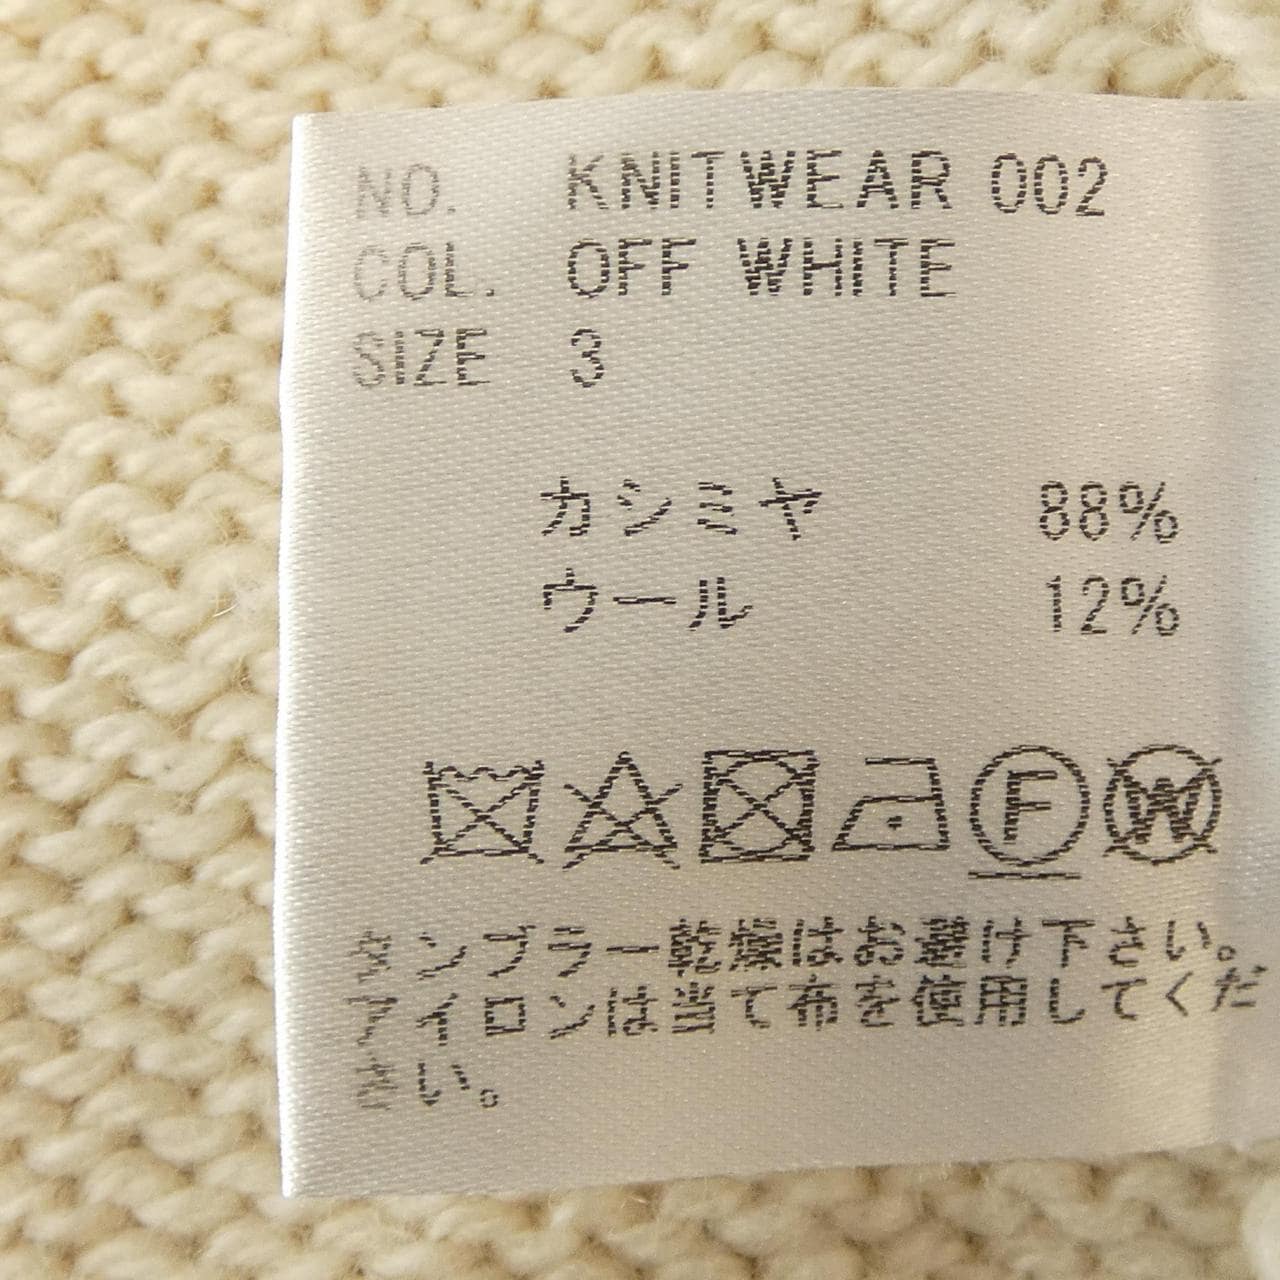 NO. KNITWEAR 002
COL. OFF WHITE
SIZE 3
カシミヤ 88%
ウール 12%
F W
タンブラー乾燥はお避け下さい。
アイロンは当て布を使用してくだ
さい。